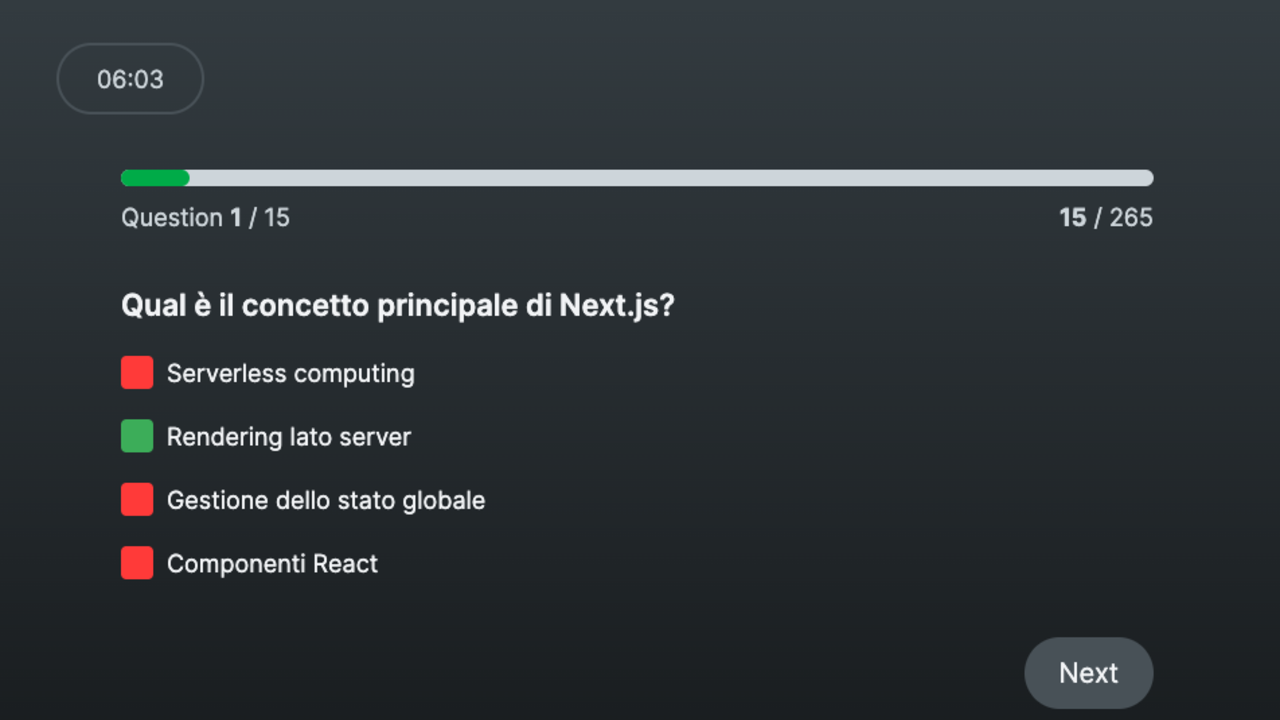 06:03
Question 1 / 15
15 / 265
Qual è il concetto principale di Next.js?
Serverless computing
Rendering lato server
Gestione dello stato globale
Componenti React
Next